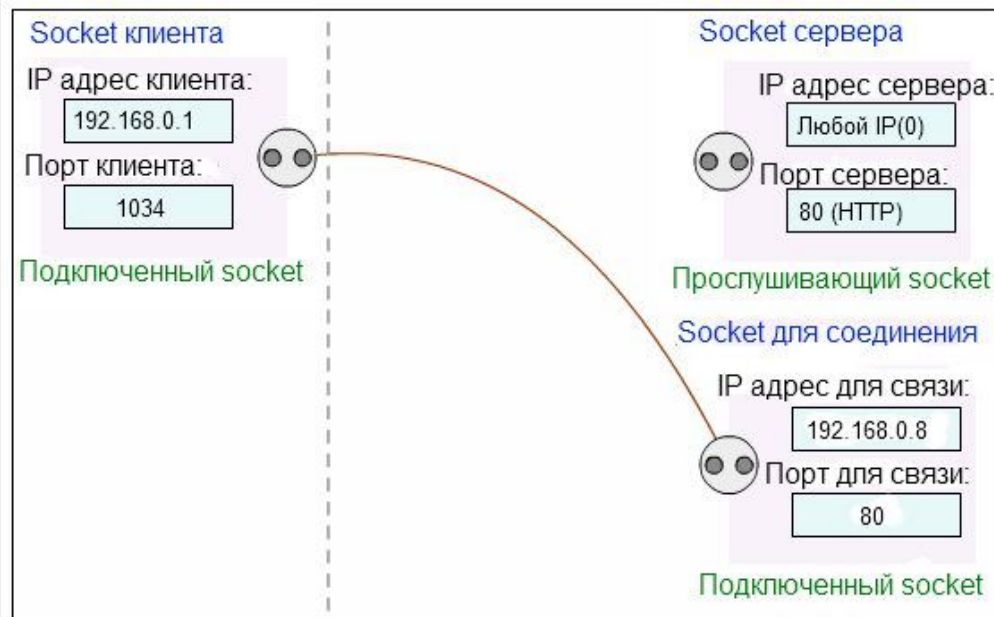 Socket клиента
IP адрес клиента:
192.168.0.1
Порт клиента:
1034
Подключенный socket
Socket сервера
IP адрес сервера:
Любой IP(0)
Порт сервера:
80 (HTTP)
Прослушивающий socket
Socket для соединения
IP адрес для связи:
192.168.0.8
Порт для связи:
80
Подключенный socket